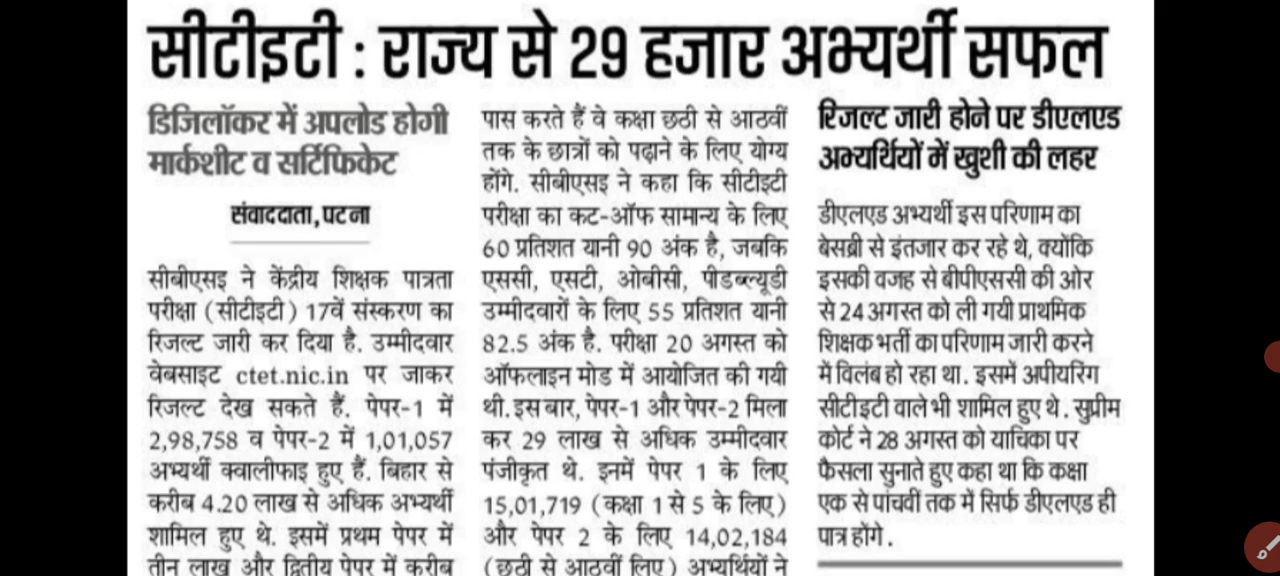 सीटीइटी : राज्य से 29 हजार अभ्यर्थी सफल
डिजिलॉकर में अपलोड होगी
मार्कशीट व सर्टिफिकेट
संवाददाता, पटना
सीबीएसइ ने केंद्रीय शिक्षक पात्रता
परीक्षा (सीटीइटी) 17वें संस्करण का
रिजल्ट जारी कर दिया है. उम्मीदवार
वेबसाइट ctet.nic.in पर जाकर
रिजल्ट देख सकते हैं. पेपर-1 में
2,98,758 व पेपर-2 में 1,01,057
अभ्यर्थी क्वालीफाइ हुए हैं. बिहार से
करीब 4.20 लाख से अधिक अभ्यर्थी
शामिल हुए थे. इसमें प्रथम पेपर में
तीन लाख और द्वितीय पेपर में करीब
पास करते हैं वे कक्षा छठी से आठवीं
तक के छात्रों को पढ़ाने के लिए योग्य
होंगे. सीबीएसइ ने कहा कि सीटीइटी
परीक्षा का कट-ऑफ सामान्य के लिए
60 प्रतिशत यानी 90 अंक है, जबकि
एससी, एसटी, ओबीसी, पीडब्ल्यूडी
उम्मीदवारों के लिए 55 प्रतिशत यानी
82.5 अंक है. परीक्षा 20 अगस्त को
ऑफलाइन मोड में आयोजित की गयी
थी. इस बार, पेपर-1 और पेपर-2 मिला
कर 29 लाख से अधिक उम्मीदवार
पंजीकृत थे. इनमें पेपर 1 के लिए
15,01,719 (कक्षा 1 से 5 के लिए)
और पेपर 2 के लिए 14,02,184
(छठी से आठवीं लिए) अभ्यर्थियों ने
रिजल्ट जारी होने पर डीएलएड
अभ्यर्थियों में खुशी की लहर
डीएलएड अभ्यर्थी इस परिणाम का
बेसब्री से इंतजार कर रहे थे, क्योंकि
इसकी वजह से बीपीएससी की ओर
से 24 अगस्त को ली गयी प्राथमिक
शिक्षक भर्ती का परिणाम जारी करने
में विलंब हो रहा था. इसमें अपीयरिंग
सीटीइटी वाले भी शामिल हुए थे. सुप्रीम
कोर्ट ने 28 अगस्त को याचिका पर
फैसला सुनाते हुए कहा था कि कक्षा
एक से पांचवीं तक में सिर्फ डीएलएड ही
पात्र होंगे.